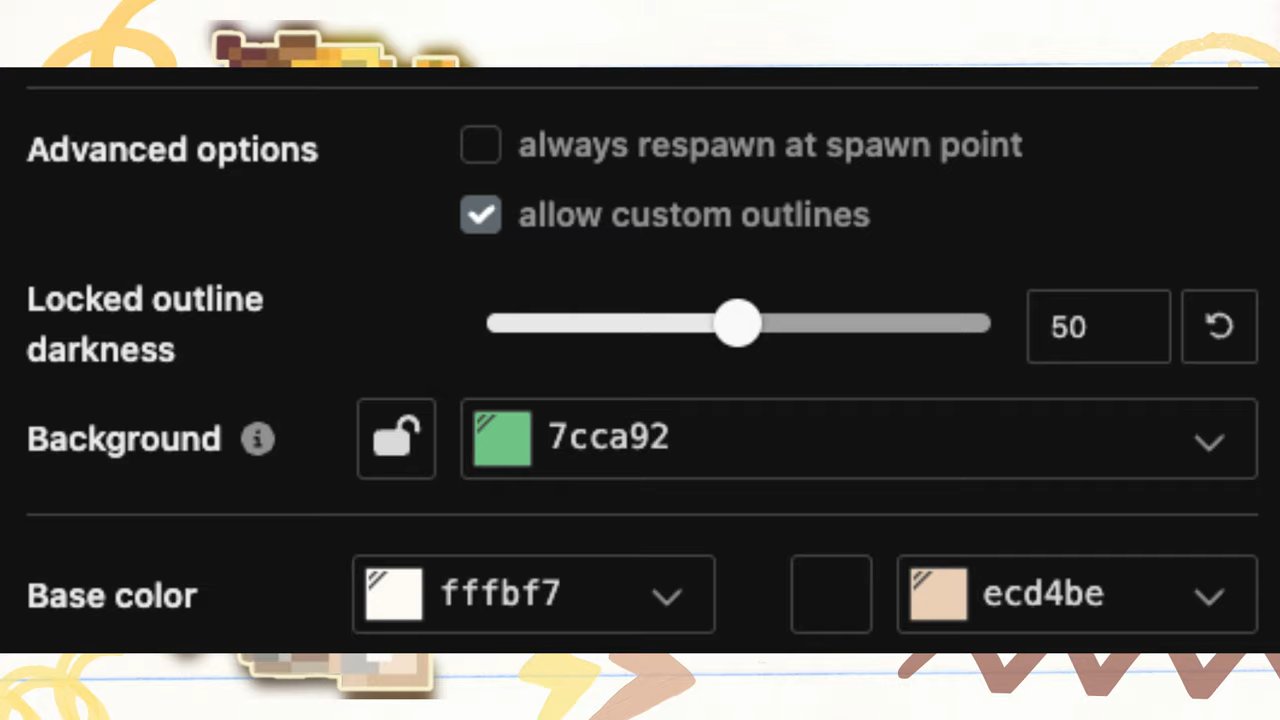 Advanced options
always respawn at spawn point
allow custom outlines
Locked outline
darkness
50
Background
7cca92
Base color
fffbf7
ecd4be